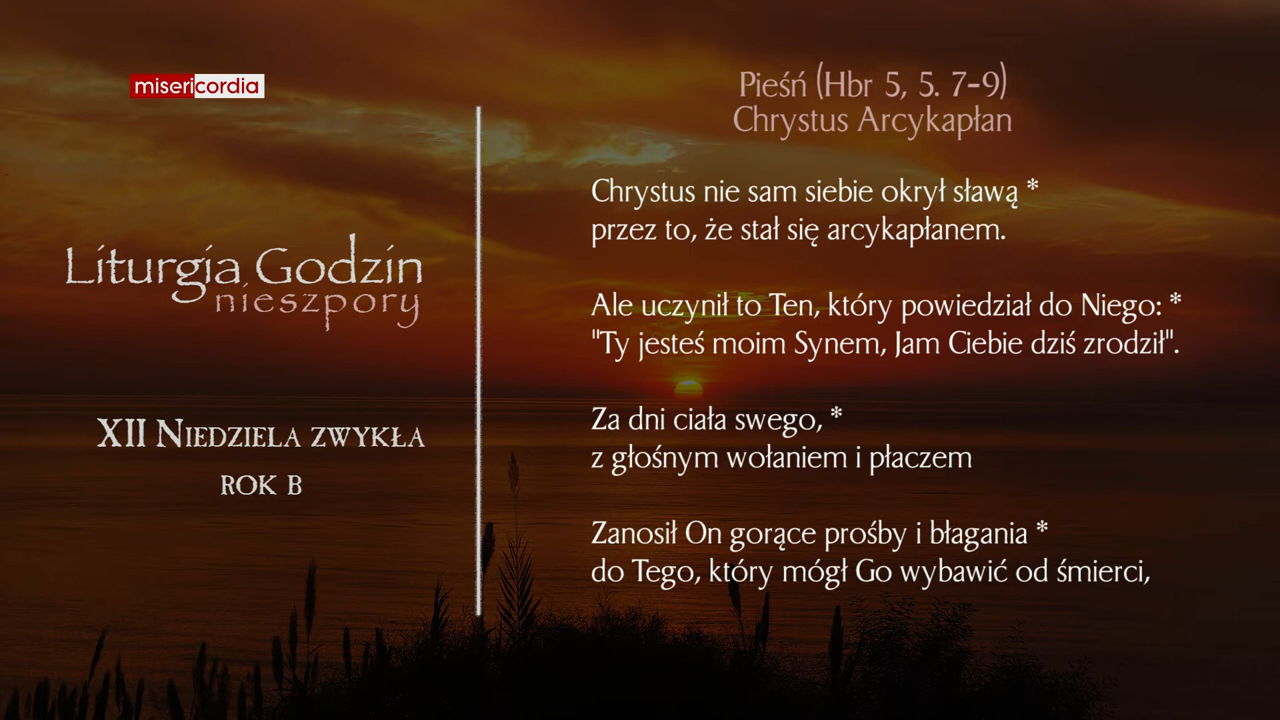 misericordia
Liturgia Godzin
nieszpory
XII Niedziela zwykła
rok B
Pieśń (Hbr 5, 5. 7-9)
Chrystus Arcykapłan
Chrystus nie sam siebie okrył sławą *
przez to, że stał się arcykapłanem.
Ale uczynił to Ten, który powiedział do Niego: *
"Ty jesteś moim Synem, Jam Ciebie dziś zrodził".
Za dni ciała swego, *
z głośnym wołaniem i płaczem
Zanosił On gorące prośby i błagania *
do Tego, który mógł Go wybawić od śmierci,